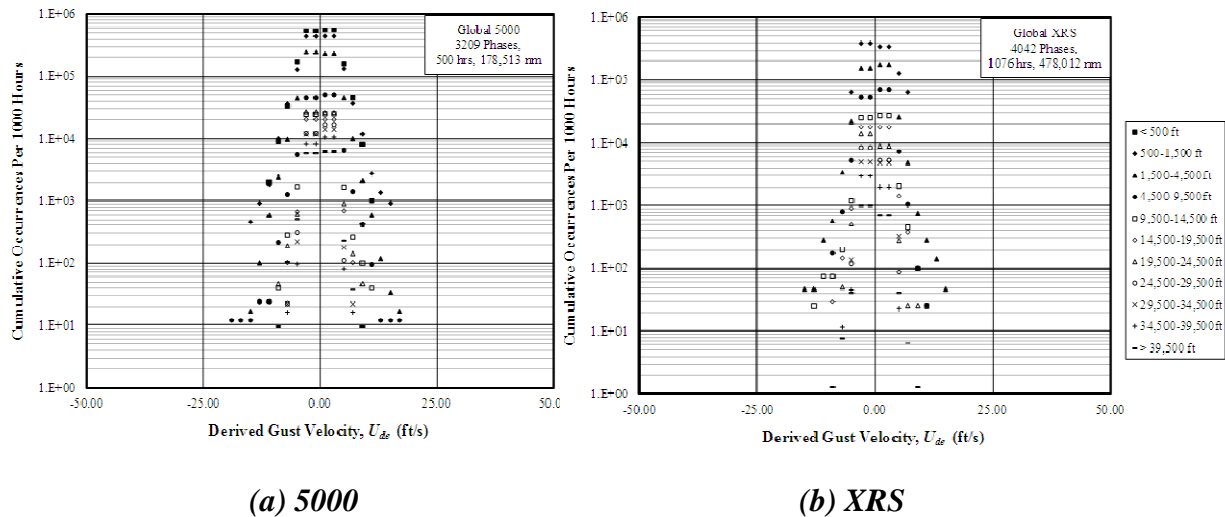 1.E+06
1.E+05
1.E+04
1.E+03
1.E+02
1.E+01
1.E+00
Cumulative Occurrences Per 1000 Hours
Global 5000
3209 Phases,
500 hrs, 178,513 nm
-50.00
-25.00
0.00
25.00
50.0
Derived Gust Velocity, Ude (ft/s)
(a) 5000
1.E+06
1.E+05
1.E+04
1.E+03
1.E+02
1.E+01
1.E+00
Cumulative Occurrences Per 1000 Hours
Global XRS
4042 Phases,
1076 hrs, 478,012 nm
-50.00
-25.00
0.00
25.00
50.00
Derived Gust Velocity, Ude (ft/s)
(b) XRS
< 500 ft
500-1,500 ft
1,500-4,500 ft
4,500-9,500 ft
9,500-14,500 ft
14,500-19,500 ft
19,500-24,500 ft
24,500-29,500 ft
29,500-34,500 ft
34,500-39,500 ft
> 39,500 ft